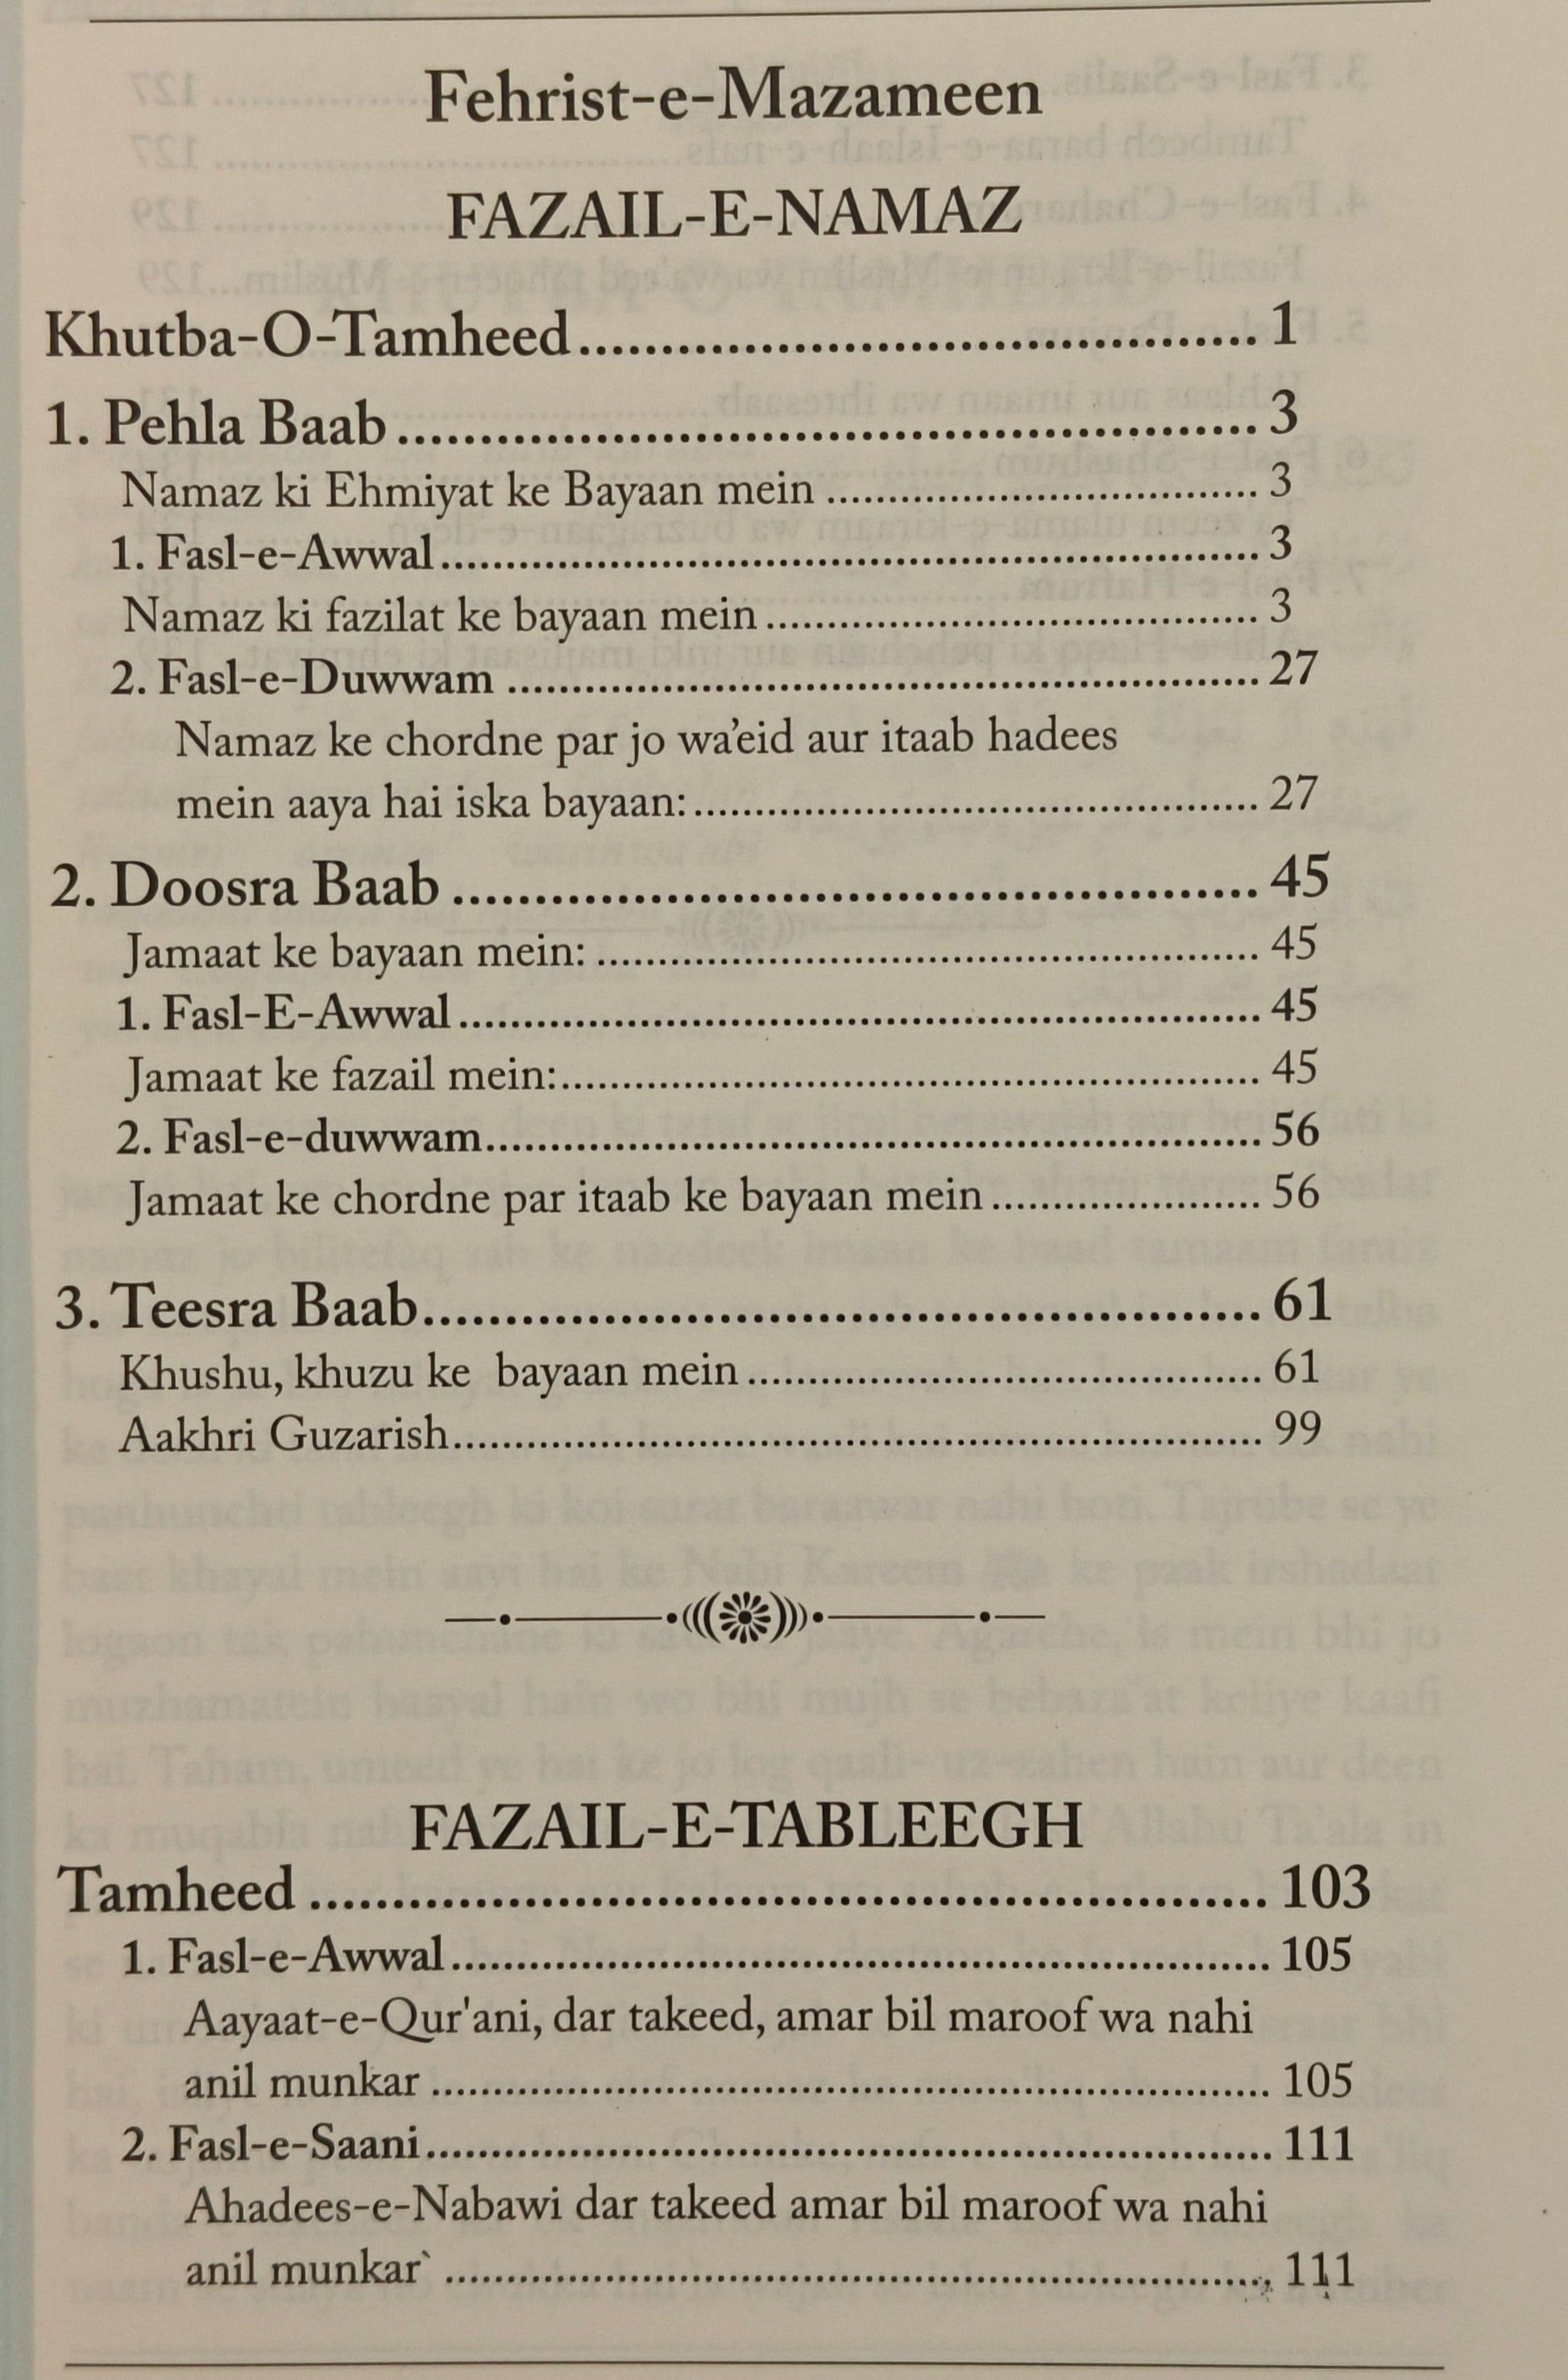 Fehrist-e-Mazameen
FAZAIL-E-NAMAZ
Khutba-O-Tamheed.......................................... 1
1. Pehla Baab ..................................................... 3
Namaz ki Ehmiyat ke Bayaan mein ................................... 3
1. Fasl-e-Awwal................................................................ 3
Namaz ki fazilat ke bayaan mein........................................ 3
2. Fasl-e-Duwwam ........................................................... 27
Namaz ke chordne par jo wa’eid aur itaab hadees
mein aaya hai iska bayaan:.............................................. 27
2. Doosra Baab .................................................. 45
Jamaat ke bayaan mein: ..................................................... 45
1. Fasl-E-Awwal............................................................... 45
Jamaat ke fazail mein:........................................................ 45
2. Fasl-e-duwwam............................................................. 56
Jamaat ke chordne par itaab ke bayaan mein ...................... 56
3. Teesra Baab.................................................... 61
Khushu, khuzu ke  bayaan mein .......................................... 61
Aakhri Guzarish.................................................................. 99
FAZAIL-E-TABLEEGH
Tamheed ........................................................... 103
1. Fasl-e-Awwal................................................................ 105
Aayaat-e-Qur'ani, dar takeed, amar bil maroof wa nahi
anil munkar .................................................................... 105
2. Fasl-e-Saani.................................................................. 111
Ahadees-e-Nabawi dar takeed amar bil maroof wa nahi
anil munkar` ..................................................................., 111